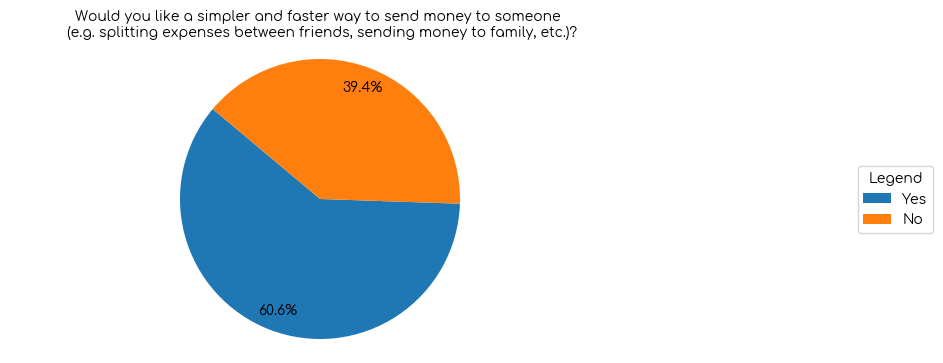 Would you like a simpler and faster way to send money to someone
(e.g. splitting expenses between friends, sending money to family, etc.)?
39.4%
60.6%
Legend
Yes
No